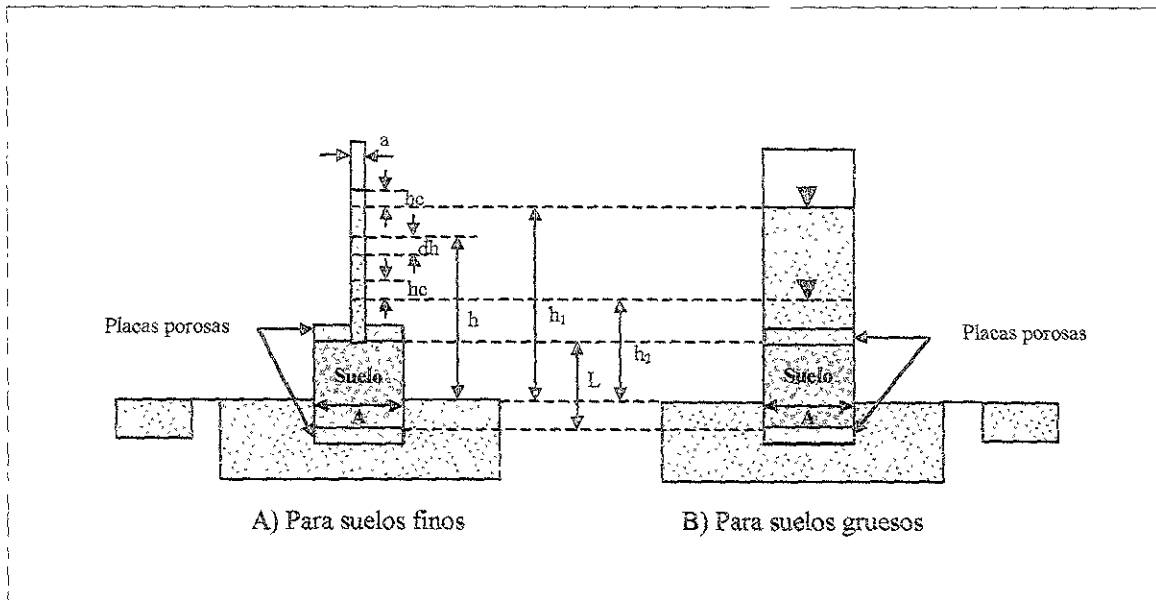 a
hc
dh
hc
h
h₁
h₂
L
Placas porosas
Placas porosas
Suelo
Suelo
A
A
A) Para suelos finos
B) Para suelos gruesos